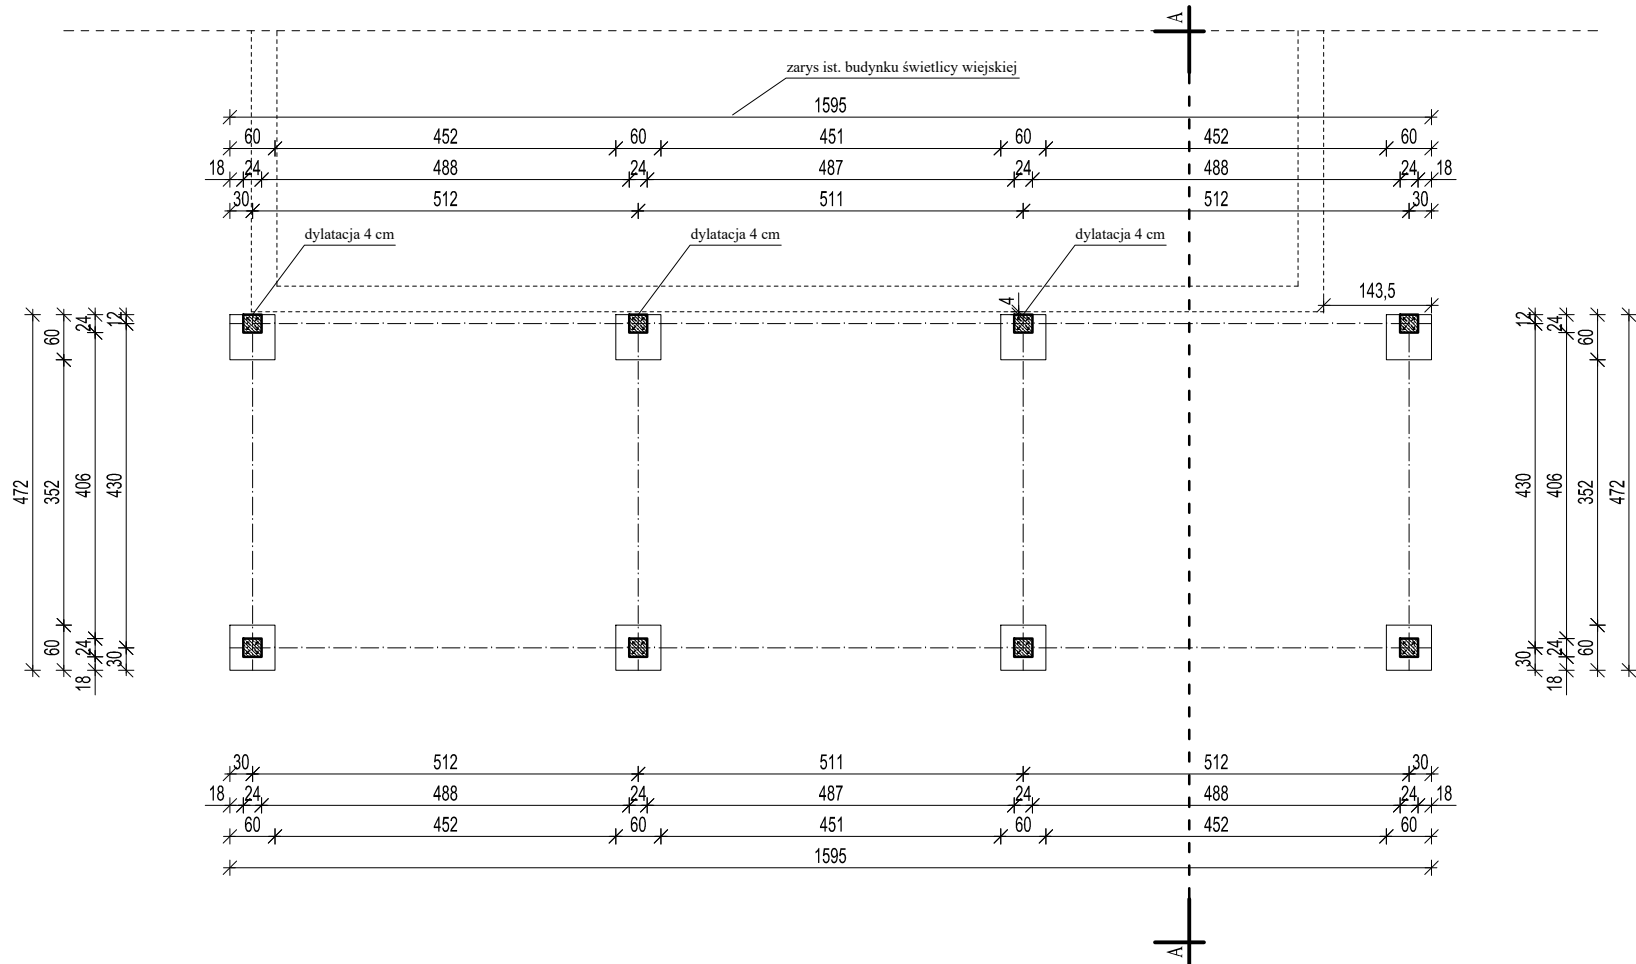 A
zarys ist. budynku świetlicy wiejskiej
1595
60 452 60 451 60 452 60
18 24 488 24 487 24 488 24 18
30 512 511 512 30
dylatacja 4 cm dylatacja 4 cm dylatacja 4 cm
4
143,5
472
60 352 60
24 406 24 18
12 430 30
12 430 30
24 406 24 18
60 352 60
472
30 512 511 512 30
18 24 488 24 487 24 488 24 18
60 452 60 451 60 452 60
1595
A